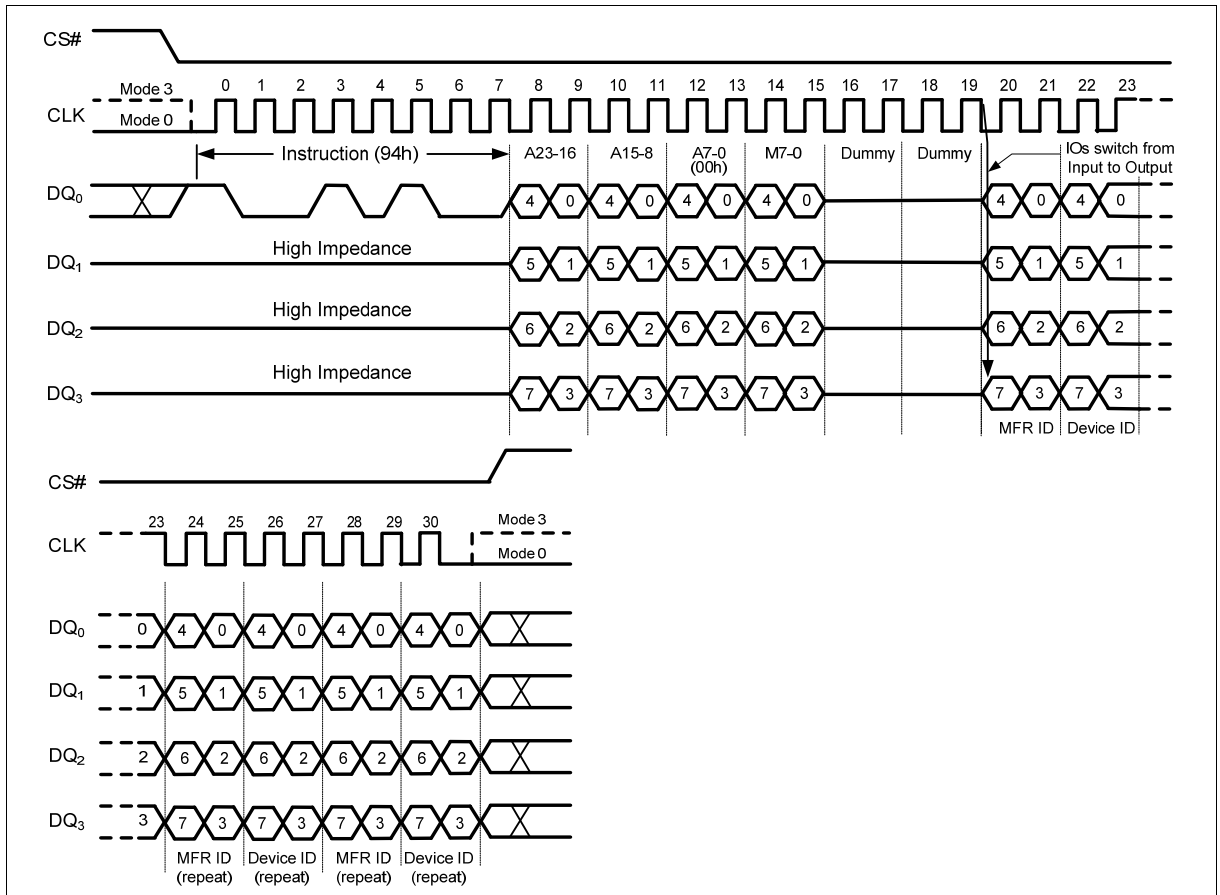 CS#
Mode 3
0 1 2 3 4 5 6 7 8 9 10 11 12 13 14 15 16 17 18 19 20 21 22 23
CLK
Mode 0
Instruction (94h) A23-16 A15-8 A7-0 M7-0 Dummy Dummy IOs switch from
(00h) Input to Output
DQ0 4 0 4 0 4 0 4 0 4 0 4 0
High Impedance
DQ1 5 1 5 1 5 1 5 1 5 1 5 1
High Impedance
DQ2 6 2 6 2 6 2 6 2 6 2 6 2
High Impedance
DQ3 7 3 7 3 7 3 7 3 7 3 7 3
MFR ID Device ID
CS#
23 24 25 26 27 28 29 30 Mode 3
CLK
Mode 0
DQ0 0 4 0 4 0 4 0 4 0
DQ1 1 5 1 5 1 5 1 5 1
DQ2 2 6 2 6 2 6 2 6 2
DQ3 3 7 3 7 3 7 3 7 3
MFR ID Device ID MFR ID Device ID
(repeat) (repeat) (repeat) (repeat)